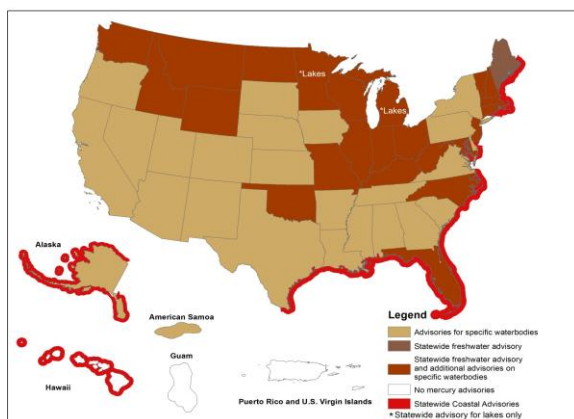 *Lakes
*Lakes
Alaska
American Samoa
Guam
Hawaii
Puerto Rico and U.S. Virgin Islands
Legend
Advisories for specific waterbodies
Statewide freshwater advisory
Statewide freshwater advisory
and additional advisories on
specific waterbodies
No mercury advisories
Statewide Coastal Advisories
* Statewide advisory for lakes only